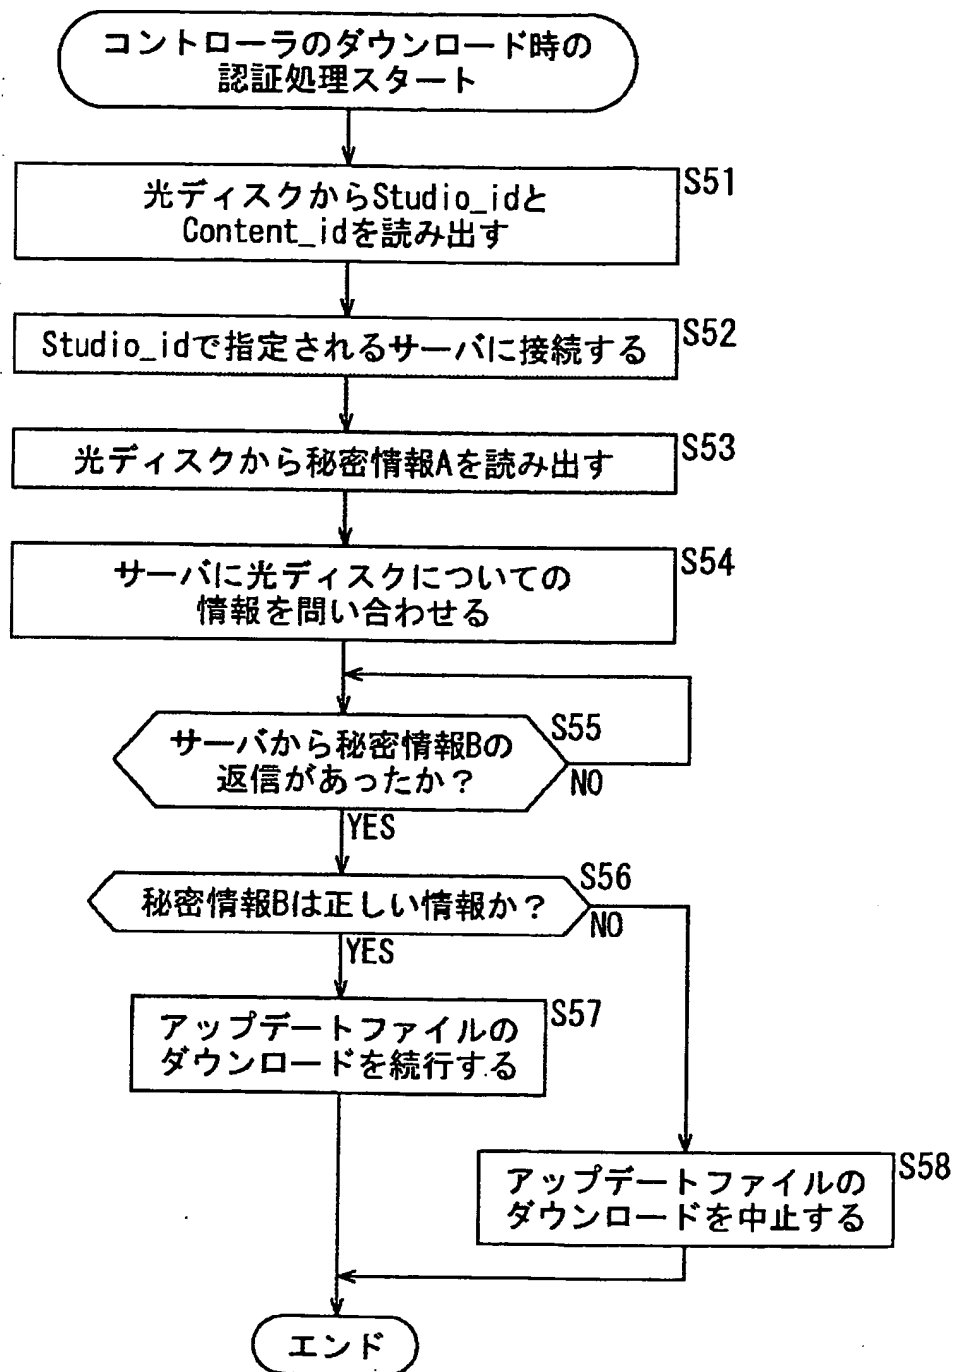 コントローラのダウンロード時の
認証処理スタート
光ディスクからStudio_idと
Content_idを読み出す
S51
Studio_idで指定されるサーバに接続する
S52
光ディスクから秘密情報Aを読み出す
S53
サーバに光ディスクについての
情報を問い合わせる
S54
サーバから秘密情報Bの
返信があったか？
S55
NO
YES
秘密情報Bは正しい情報か？
S56
NO
YES
アップデートファイルの
ダウンロードを続行する
S57
アップデートファイルの
ダウンロードを中止する
S58
エンド